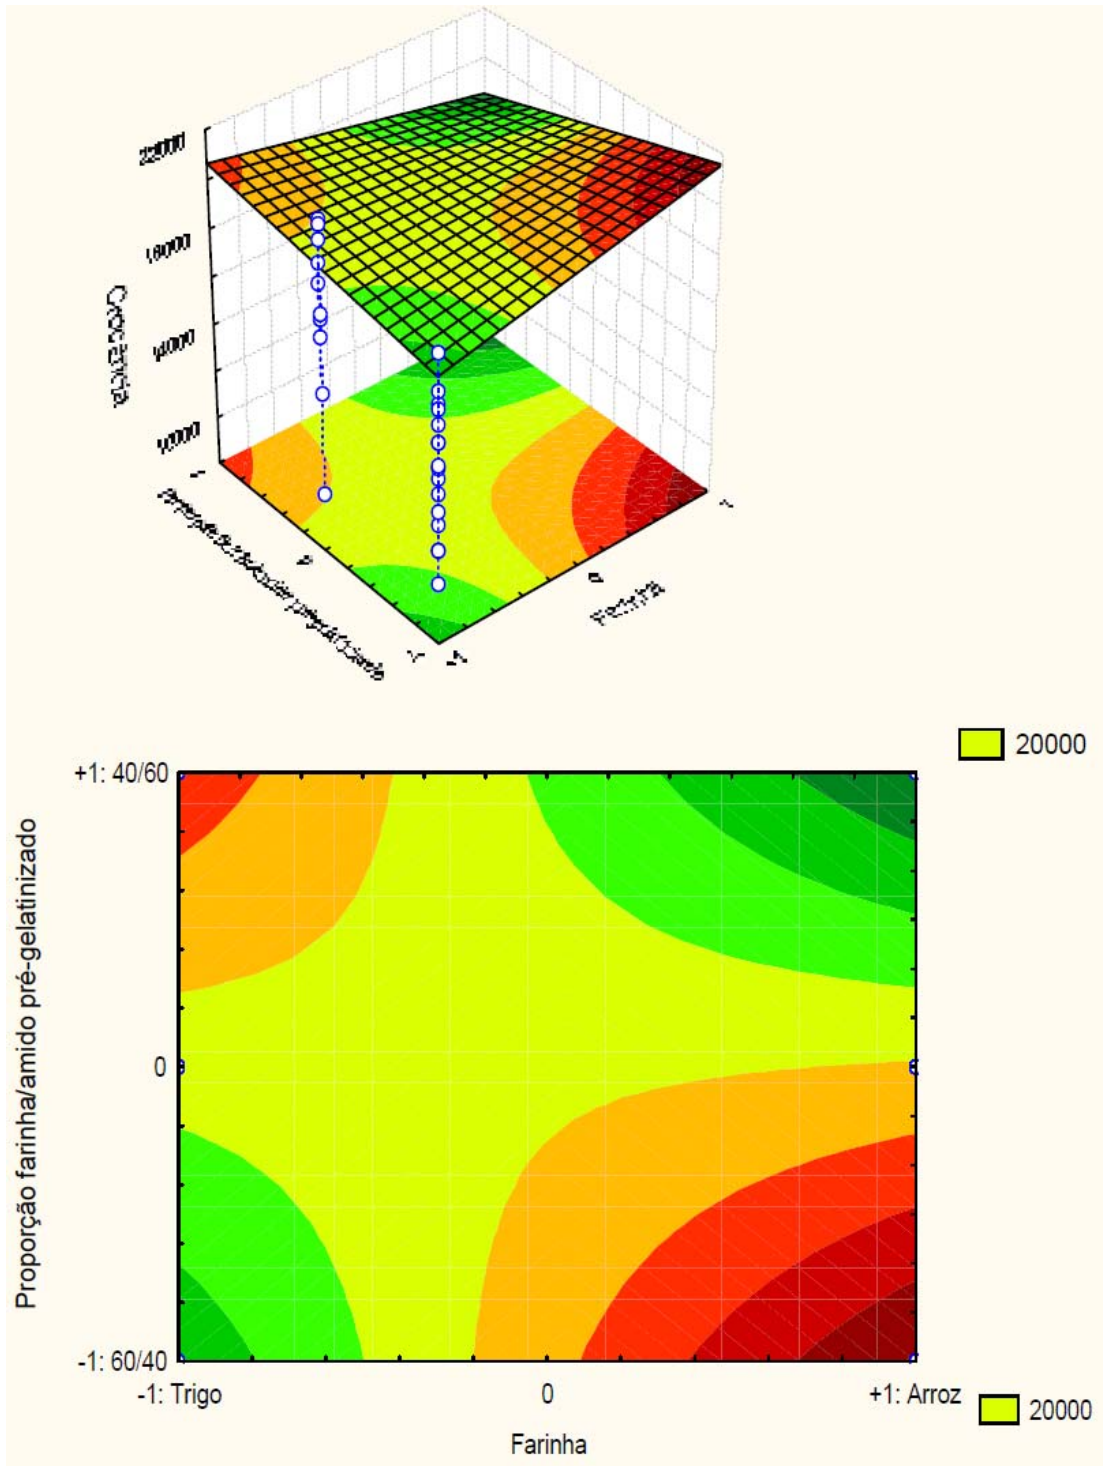 22000
18000
14000
10000
Crocância
Farinha
20000
+1: 40/60
0
-1: 60/40
Proporção farinha/amido pré-gelatinizado
-1: Trigo
0
+1: Arroz
Farinha
20000